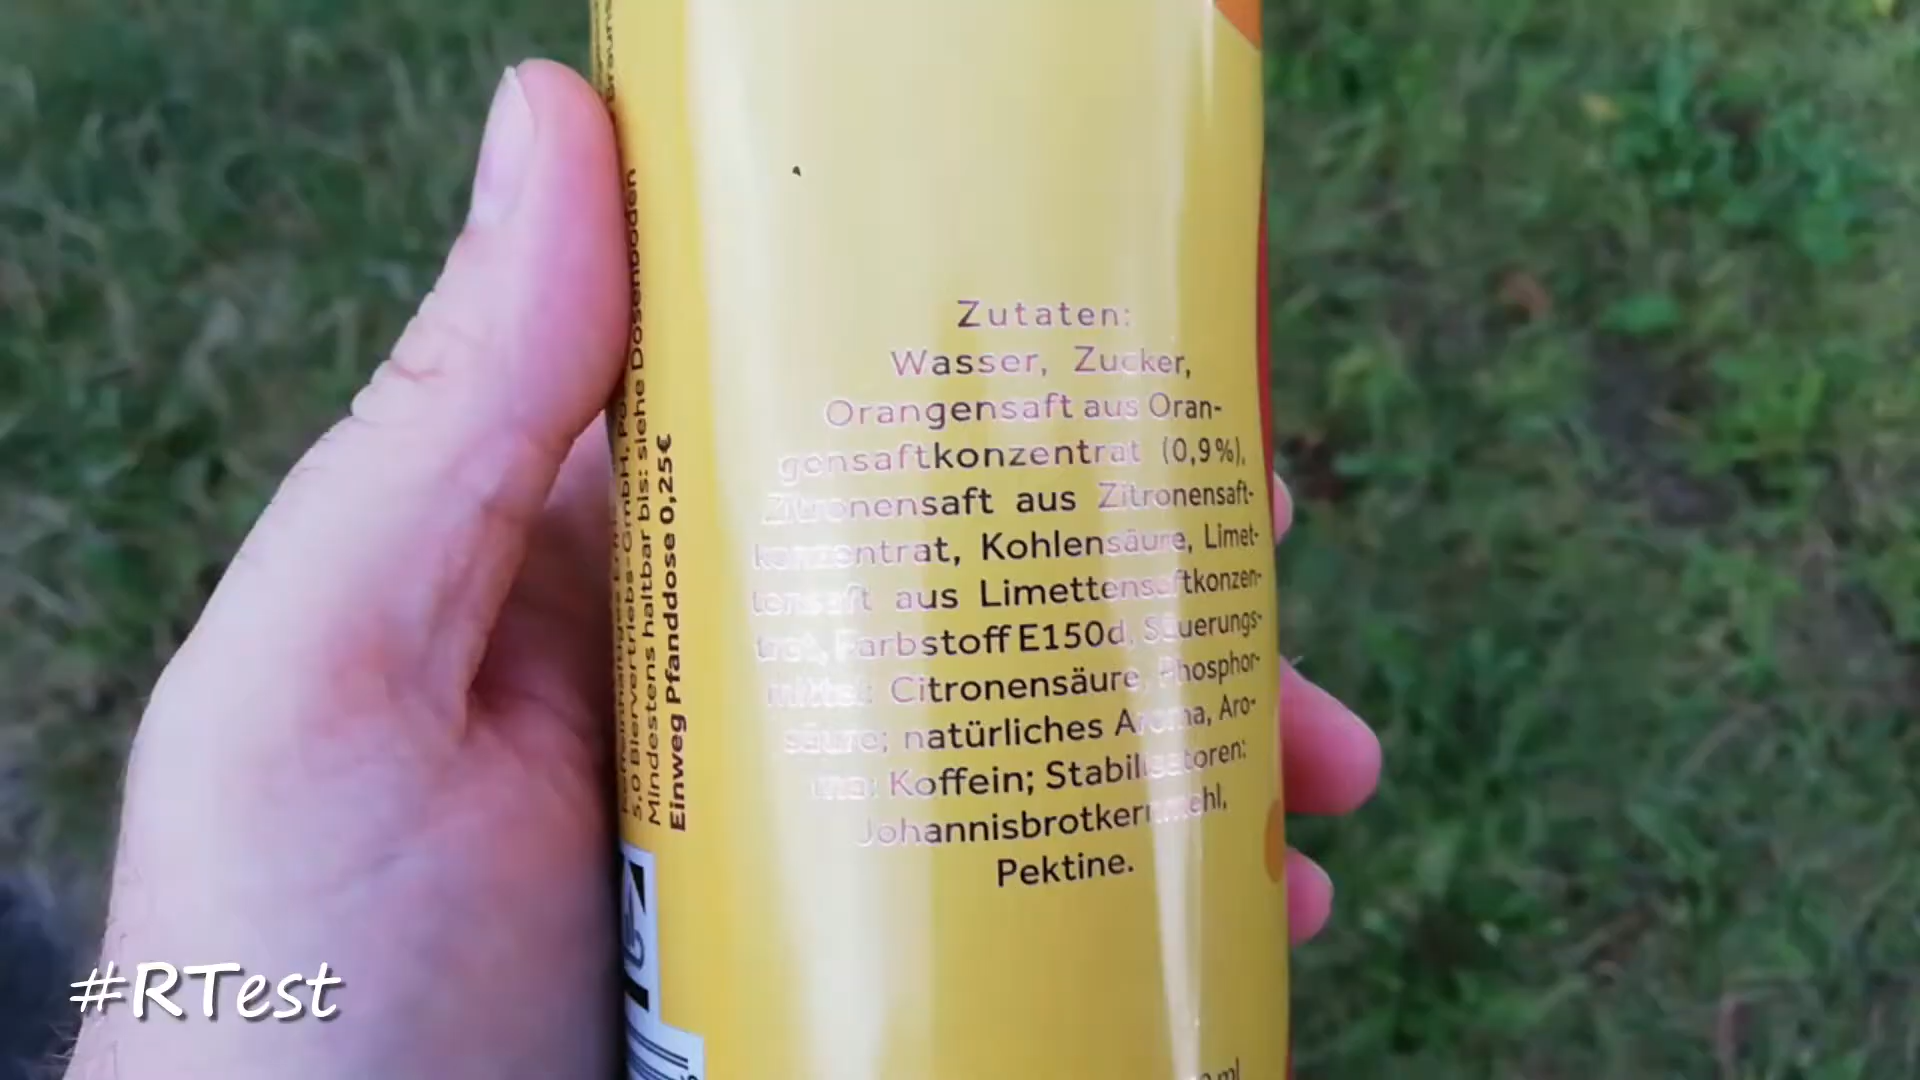 Zutaten:
Wasser, Zucker,
Orangensaft aus Oran-
gensaftkonzentrat (0,9%),
Zitronensaft aus Zitronensaft-
konzentrat, Kohlensäure, Limet-
tensaft aus Limettensaftkonzen-
trat, Farbstoff E150d, Säuerungs-
mittel: Citronensäure, Phosphor-
säure; natürliches Aroma, Aro-
ma: Koffein; Stabilisatoren:
Johannisbrotkernmehl,
Pektine.
5,0 Biervertriebs-GmbH,
Mindestens haltbar bis: siehe Dosenboden
Einweg Pfanddose 0,25€
ml
#RTest